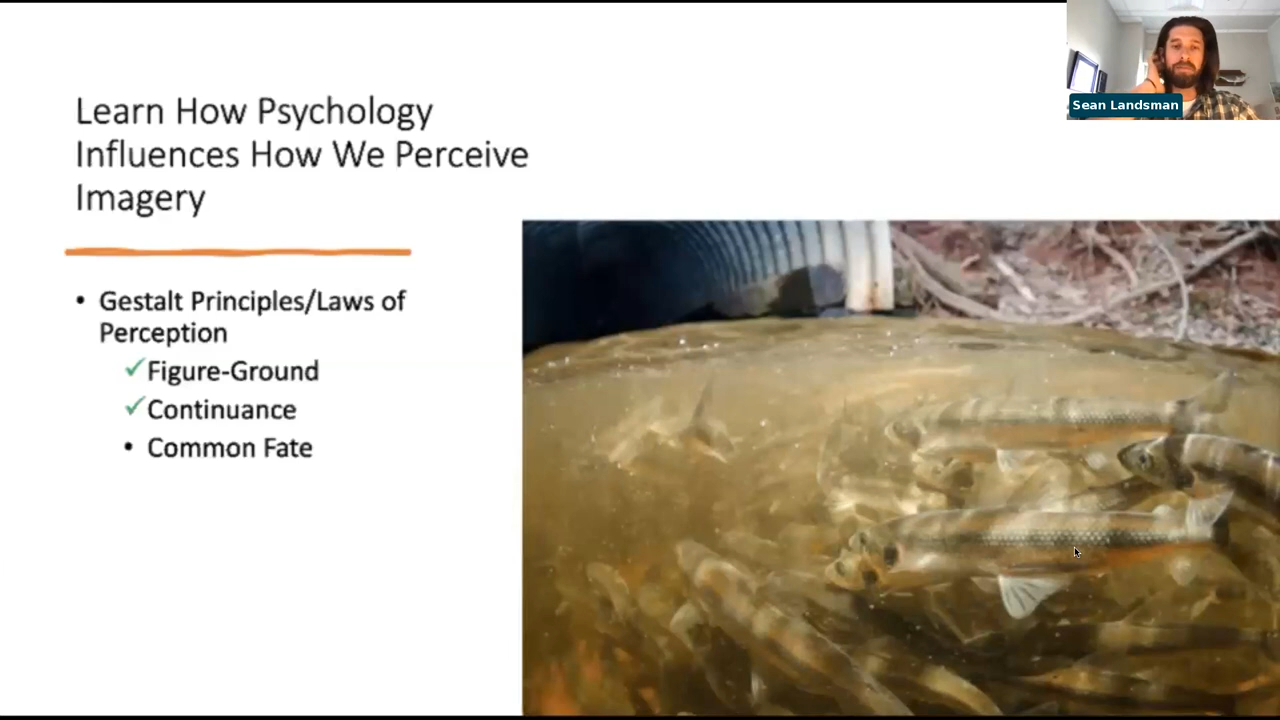 Sean Landsman
Learn How Psychology
Influences How We Perceive
Imagery
• Gestalt Principles/Laws of
Perception
✓Figure-Ground
✓Continuance
• Common Fate